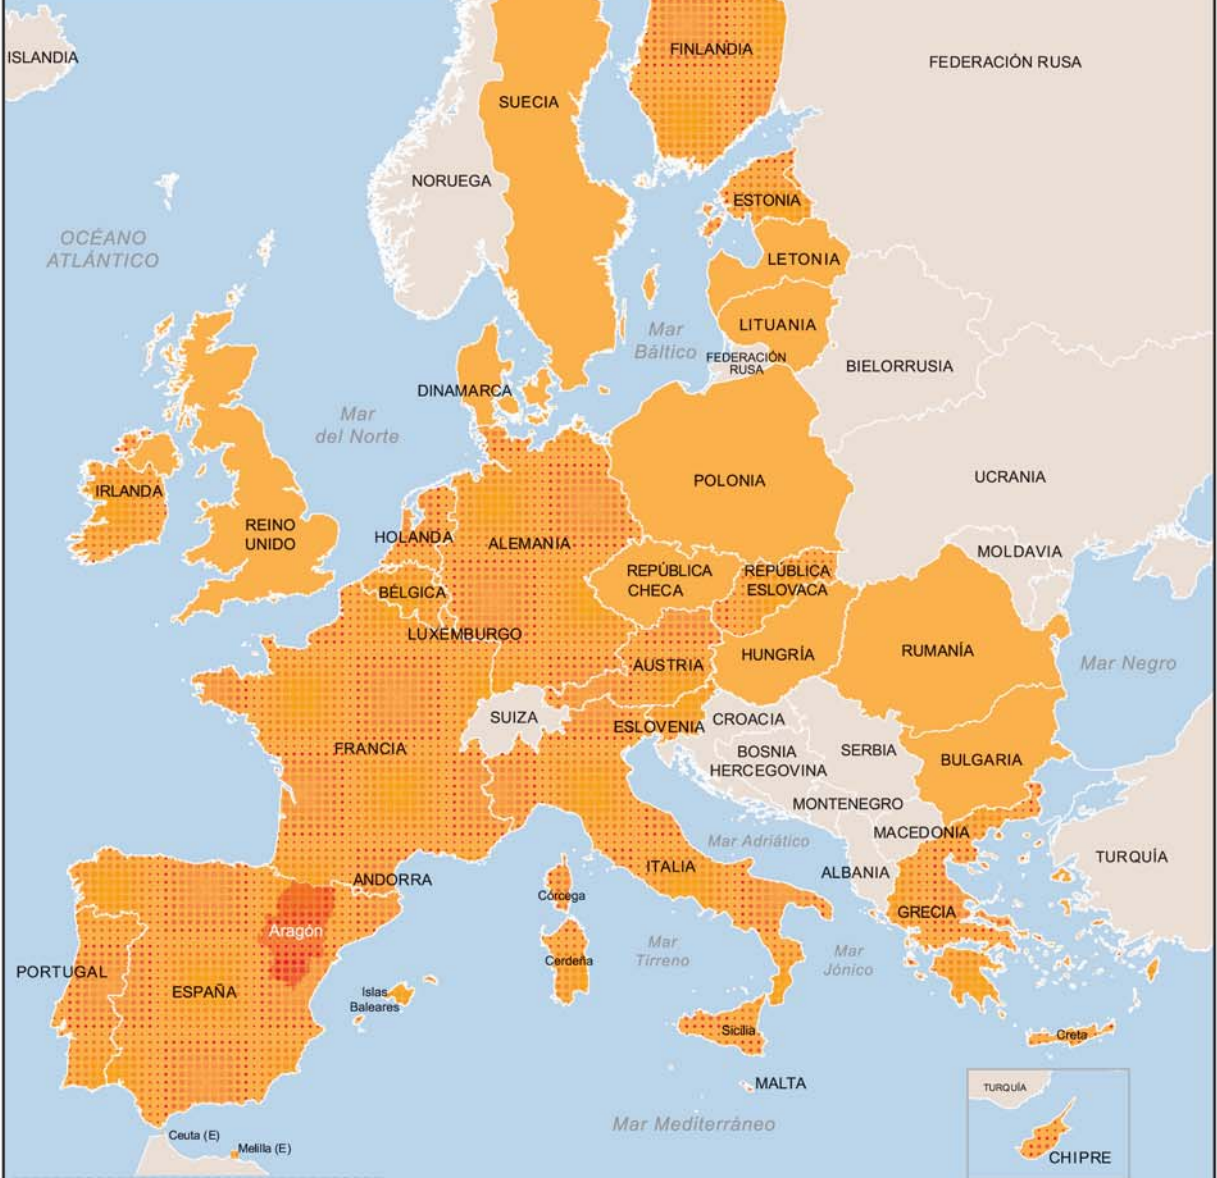 FINLANDIA
ISLANDIA
FEDERACIÓN RUSA
SUECIA
NORUEGA
ESTONIA
OCÉANO
ATLÁNTICO
LETONIA
LITUANIA
Mar
Báltico
FEDERACIÓN
RUSA
BIELORRUSIA
DINAMARCA
Mar
del Norte
UCRANIA
POLONIA
IRLANDA
REINO
UNIDO
HOLANDA
ALEMANIA
MOLDAVIA
REPÚBLICA
CHECA
REPÚBLICA
ESLOVACA
BÉLGICA
LUXEMBURGO
AUSTRIA
HUNGRÍA
RUMANÍA
Mar Negro
SUIZA
ESLOVENIA
CROACIA
FRANCIA
BOSNIA
HERCEGOVINA
SERBIA
BULGARIA
MONTENEGRO
MACEDONIA
Mar Adriático
TURQUÍA
ITALIA
ALBANIA
ANDORRA
Córcega
GRECIA
Aragón
Mar
Tirreno
Mar
Jónico
Cerdeña
PORTUGAL
ESPAÑA
Islas
Baleares
Sicilia
Creta
MALTA
TURQUÍA
Mar Mediterráneo
Ceuta (E)
Melilla (E)
CHIPRE